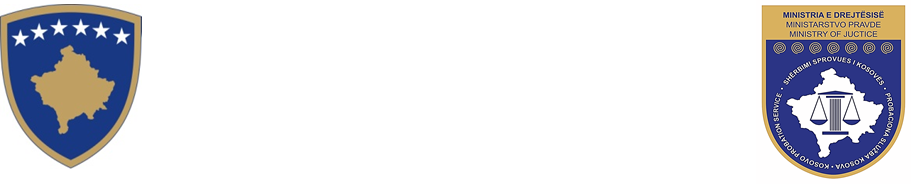 MINISTRIA E DREJTËSISË
MINISTARSTVO PRAVDE
MINISTRY OF JUCTICE
SHËRBIMI SPROVUES I KOSOVËS • PROBACIONA SLUŽBA KOSOVA • KOSOVO PROBATION SERVICE •